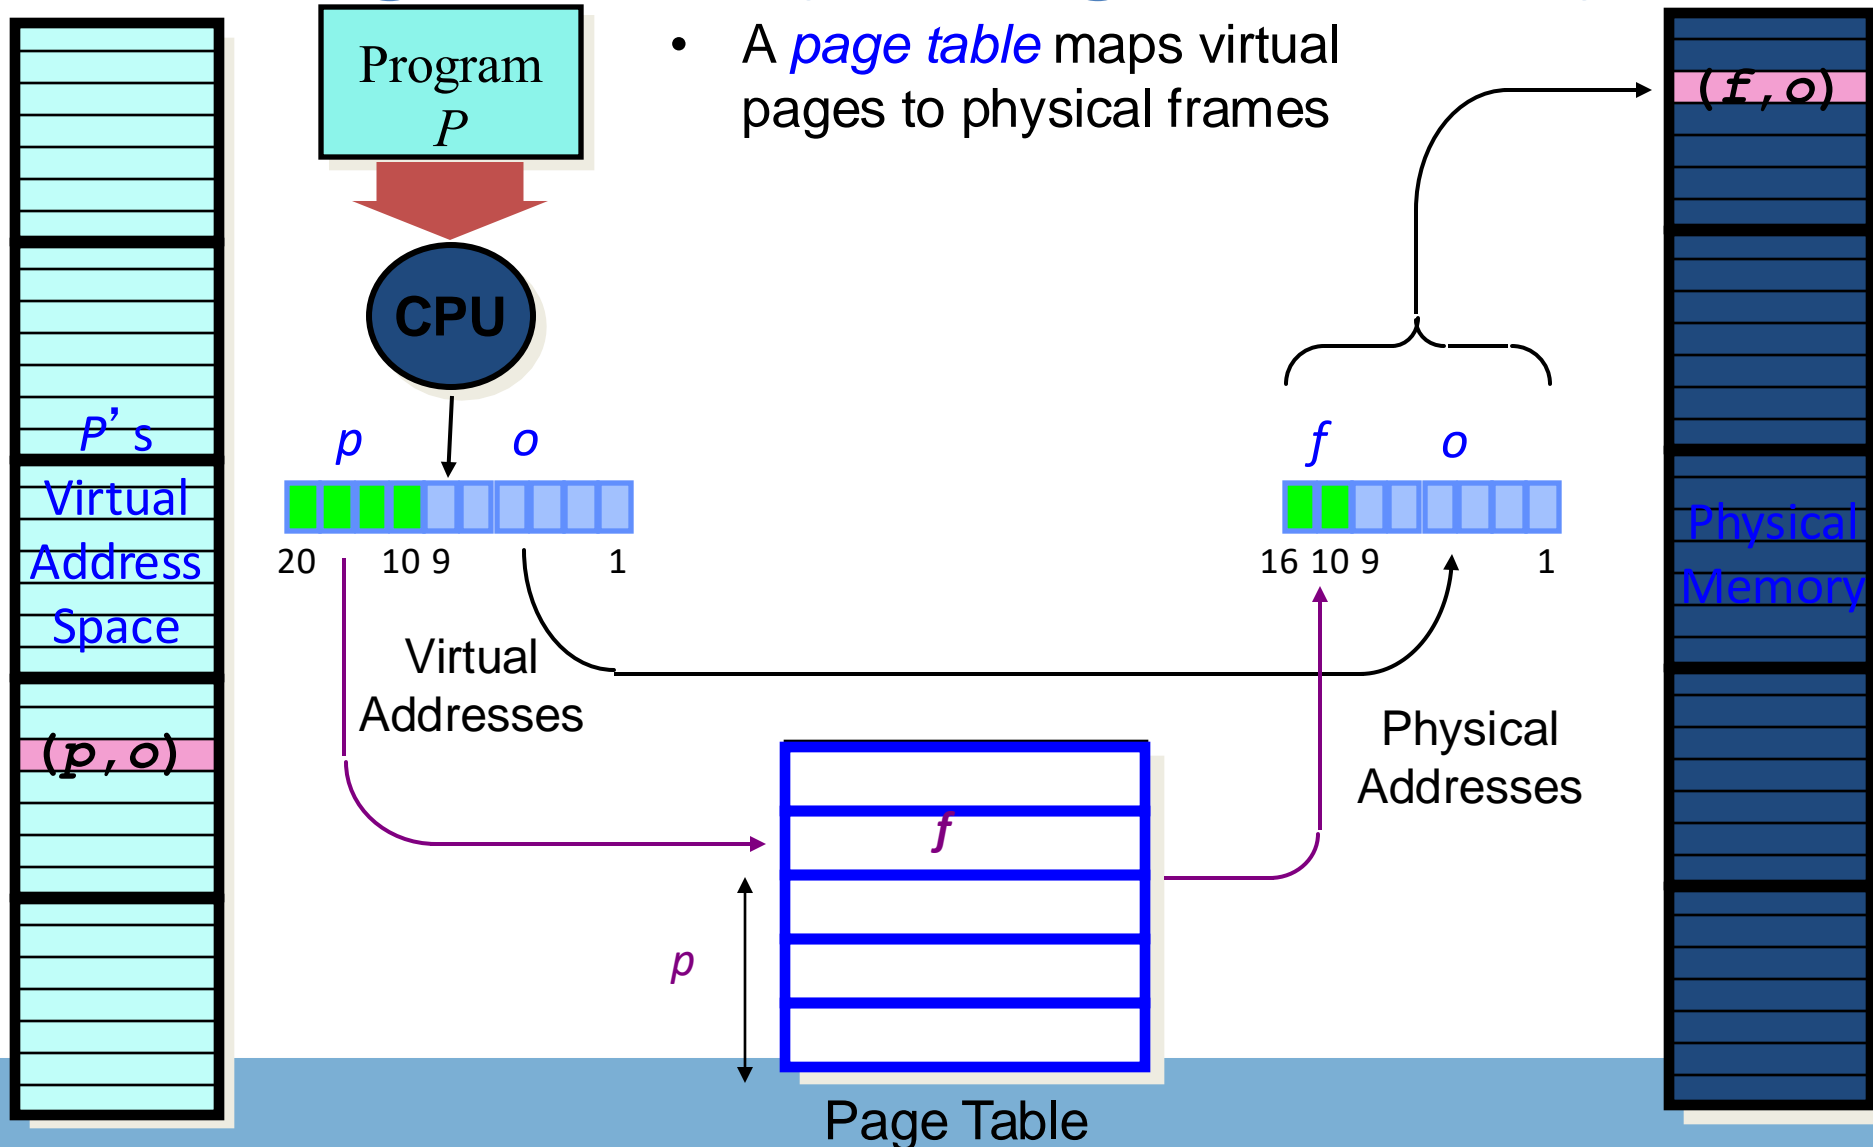 Program
P
• A page table maps virtual
pages to physical frames
(f,o)
CPU
P’s
Virtual
Address
Space
p o
20 10 9 1
f o
16 10 9 1
Physical
Memory
Virtual
Addresses
(p,o)
Physical
Addresses
f
p
Page Table